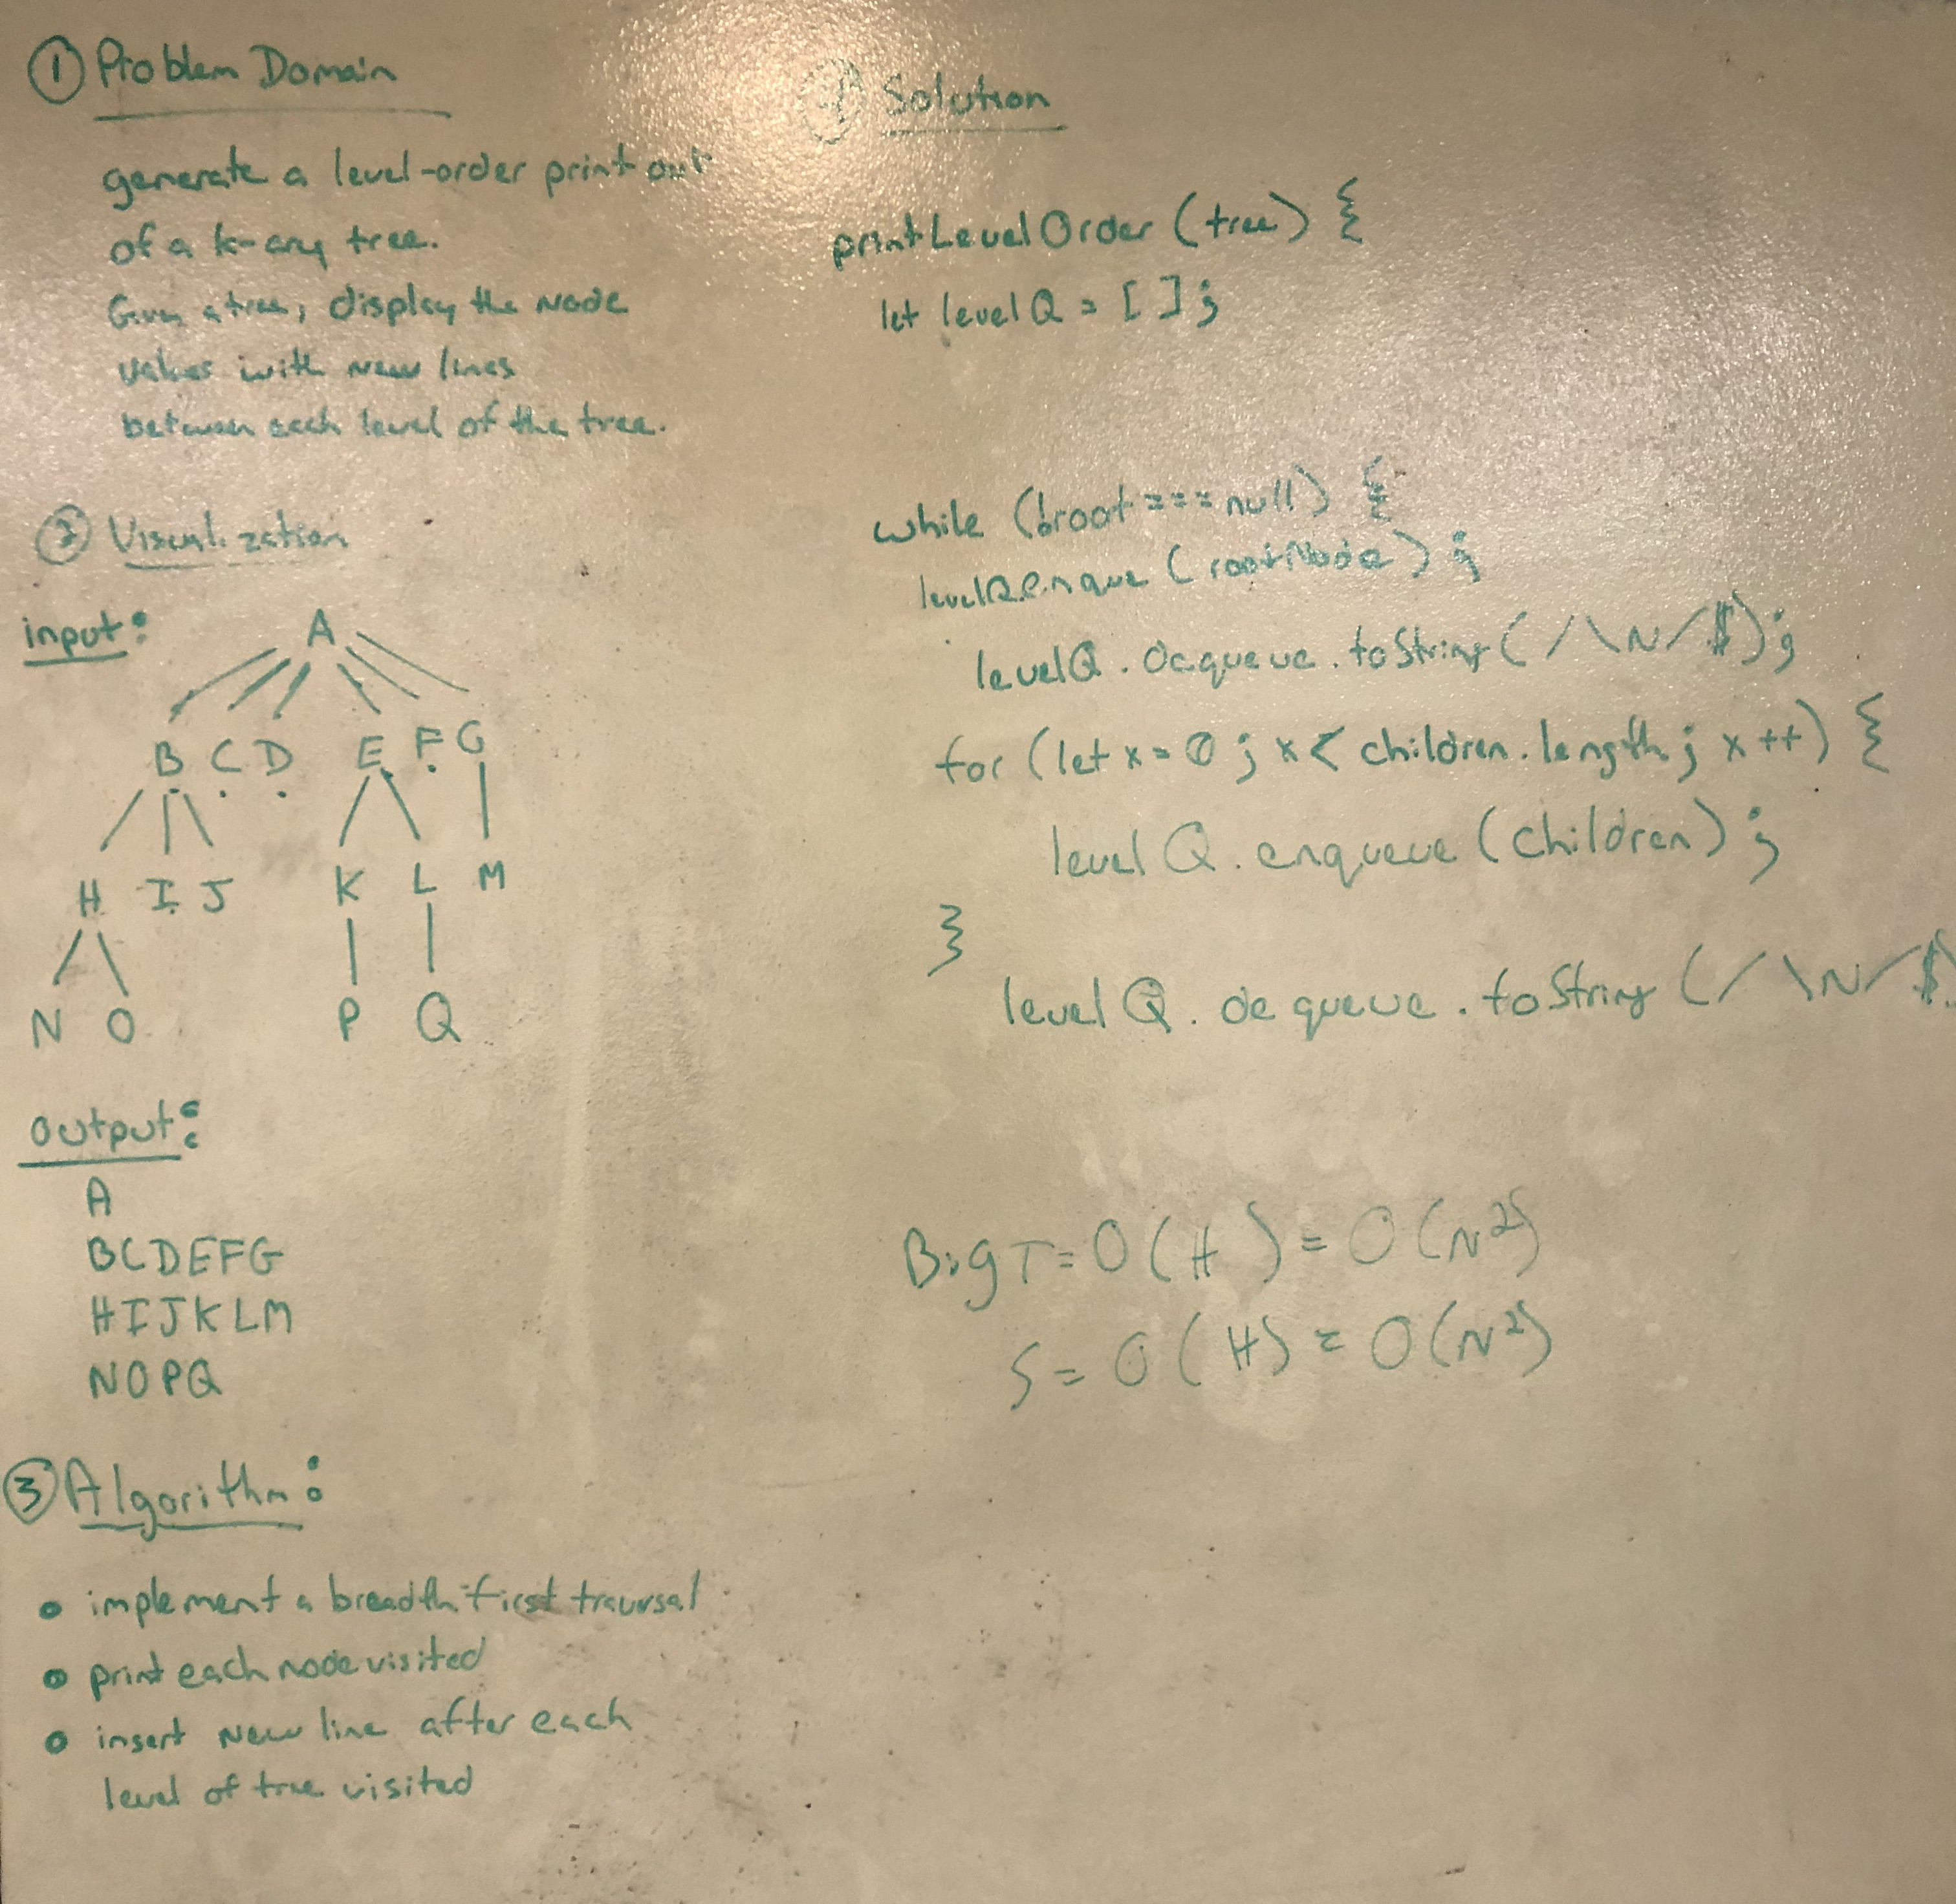 ① Problem Domain
generate a level-order print out
of a k-ary tree.
Given a tree, display the Node
values with new lines
between each level of the tree.
② Visualization
input:
A
B C D E F G
H I J K L M
N O P Q
Output:
A
BCDEFG
HIJKLM
NOPQ
③ Algorithm:
• implement a breadth-first traversal
• print each node visited
• insert New line after each
level of tree visited
④ Solution
printLevelOrder (tree) {
let levelQ = [ ];
while (!root === null) {
levelQ.enque (rootNode);
levelQ.dequeue.toString(/\N/$);
for (let x = 0; x < children.length; x++) {
levelQ.enqueue (children);
}
levelQ.dequeue.toString (/\N/$
Big T = O(H) = O(N²)
S = O(H) = O(N²)